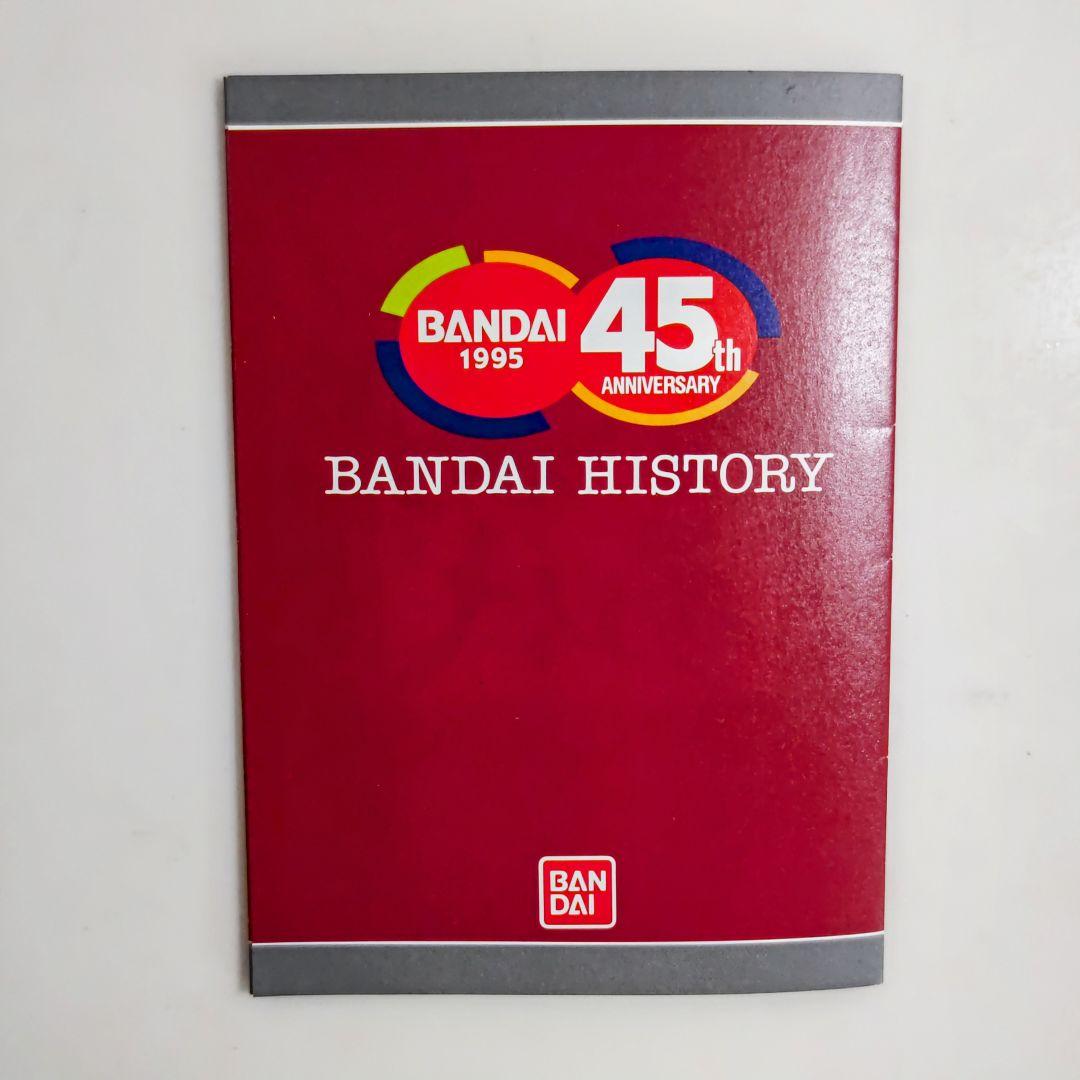 BANDAI
1995
45th
ANNIVERSARY
BANDAI HISTORY
BAN
DAI